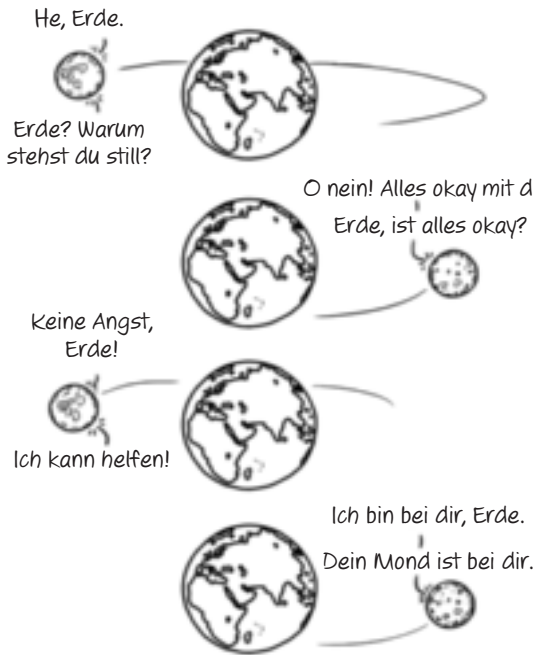 He, Erde.
Erde? Warum
stehst du still?
O nein! Alles okay mit d
Erde, ist alles okay?
Keine Angst,
Erde!
Ich kann helfen!
Ich bin bei dir, Erde.
Dein Mond ist bei dir.